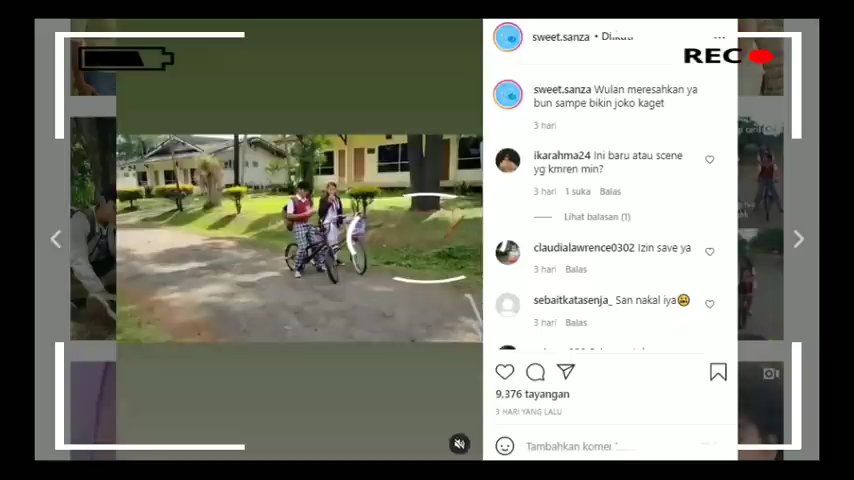 sweet.sanza • Diikuti
REC
sweet.sanza Wulan meresahkan ya
bun sampe bikin joko kaget
3 hari
ikarahma24 Ini baru atau scene
yg kmren min?
3 hari 1 suka Balas
Lihat balasan (1)
claudialawrence0302 Izin save ya
3 hari Balas
sebaitkatasenja_ San nakal iya😆
3 hari Balas
9,376 tayangan
3 HARI YANG LALU
Tambahkan komen